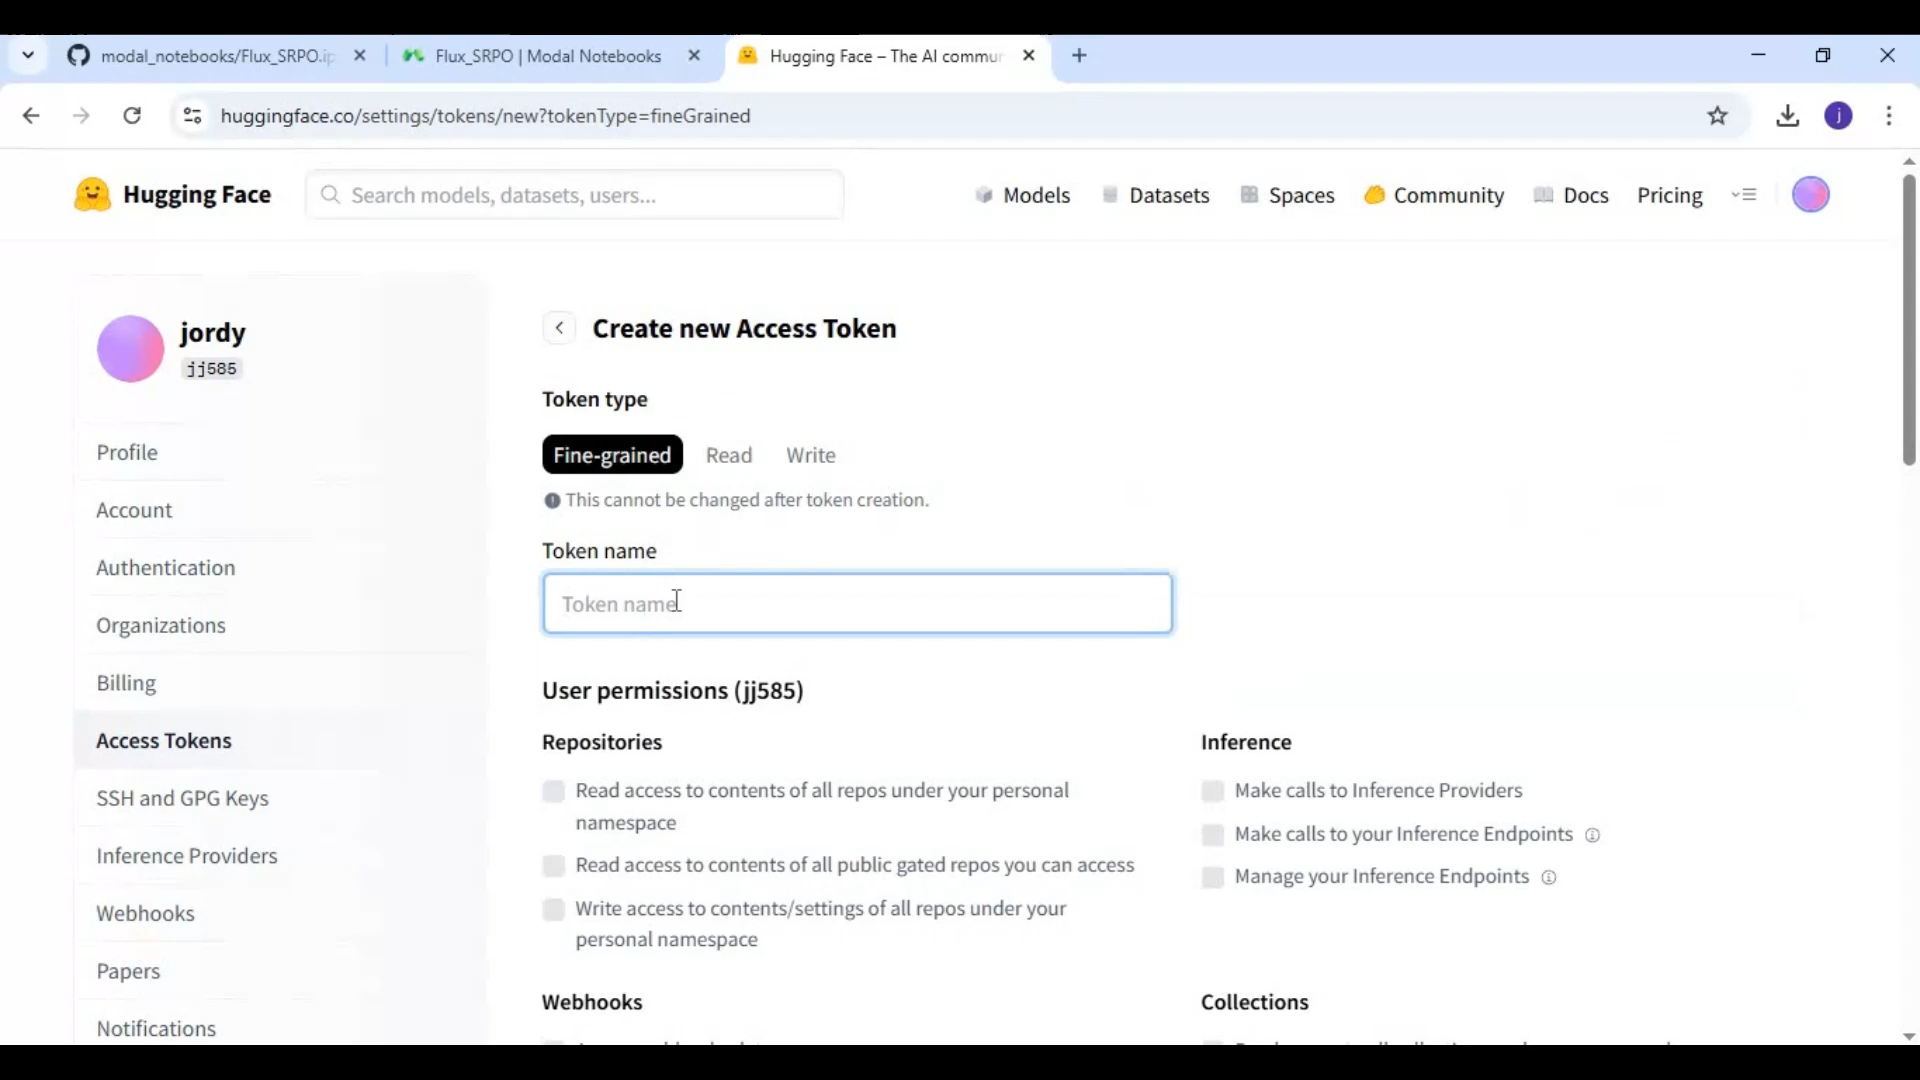 modal_notebooks/Flux_SRPO.ip
Flux_SRPO | Modal Notebooks
Hugging Face – The AI commun
huggingface.co/settings/tokens/new?tokenType=fineGrained
j
Hugging Face
Search models, datasets, users...
Models
Datasets
Spaces
Community
Docs
Pricing
jordy
jj585
Profile
Account
Authentication
Organizations
Billing
Access Tokens
SSH and GPG Keys
Inference Providers
Webhooks
Papers
Notifications
Create new Access Token
Token type
Fine-grained Read Write
This cannot be changed after token creation.
Token name
Token name
User permissions (jj585)
Repositories
Read access to contents of all repos under your personal
namespace
Read access to contents of all public gated repos you can access
Write access to contents/settings of all repos under your
personal namespace
Inference
Make calls to Inference Providers
Make calls to your Inference Endpoints
Manage your Inference Endpoints
Webhooks
Collections